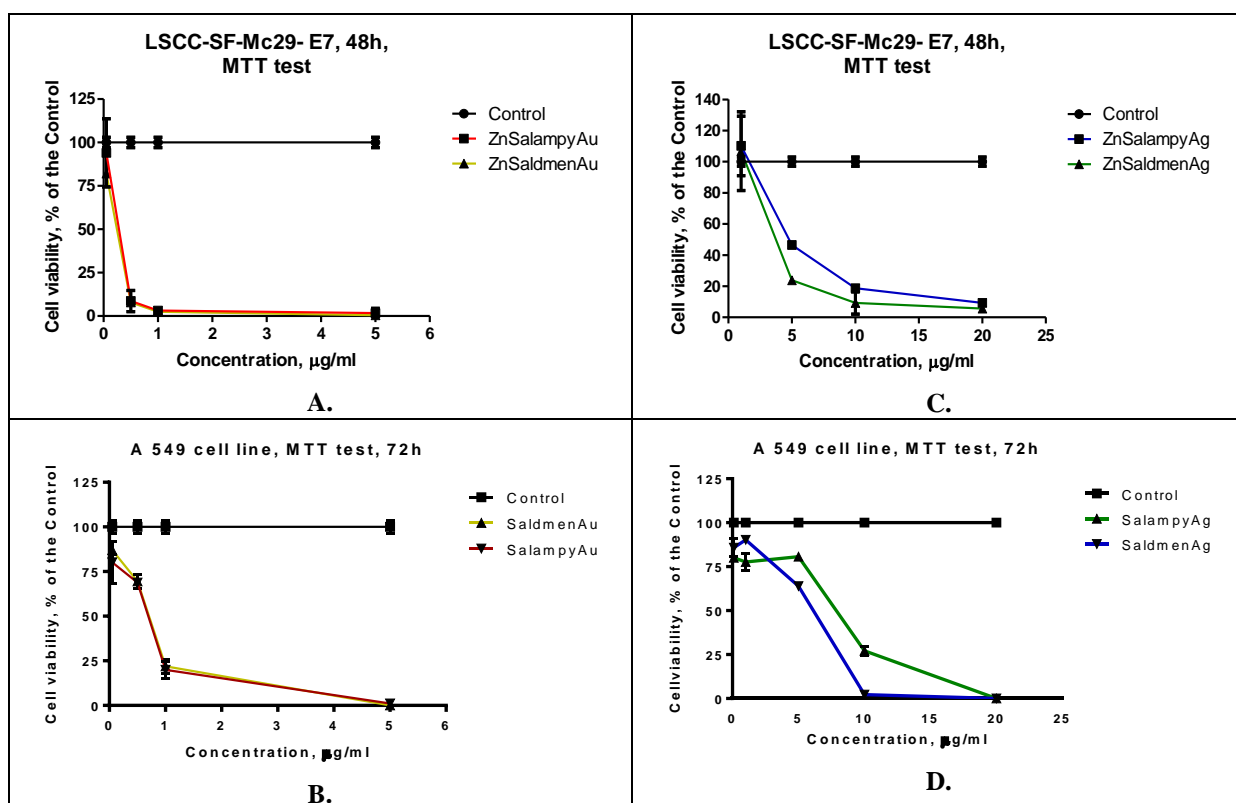 LSCC-SF-Mc29- E7, 48h,
MTT test
Cell viability, % of the Control
125
100
75
50
25
0
0
1
2
3
4
5
6
Concentration, μg/ml
Control
ZnSalampyAu
ZnSaldmenAu
A.
LSCC-SF-Mc29- E7, 48h,
MTT test
Cell viability, % of the Control
140
120
100
80
60
40
20
0
0
5
10
15
20
25
Concentration, μg/ml
Control
ZnSalampyAg
ZnSaldmenAg
C.
A 549 cell line, MTT test, 72h
Cell viability, % of the Control
125
100
75
50
25
0
0
1
2
3
4
5
6
Concentration, μg/ml
Control
SaldmenAu
SalampyAu
B.
A 549 cell line, MTT test, 72h
Cellviability, % of the Control
125
100
75
50
25
0
0
5
10
15
20
25
Concentration, μg/ml
Control
SalampyAg
SaldmenAg
D.